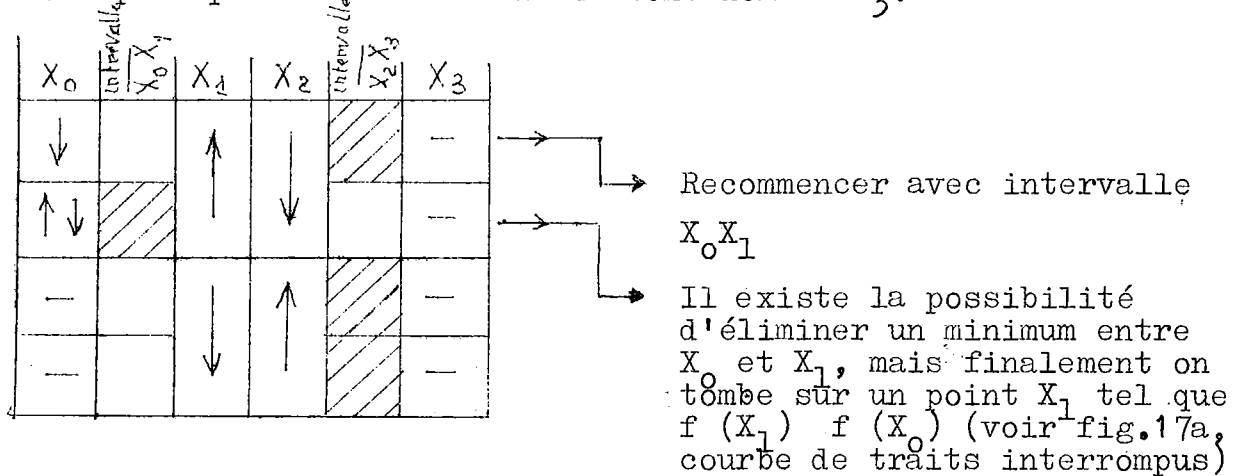 3.
X₀ intervalle X₀X₁ X₁ X₂ intervalle X₂X₃ X₃
↓ ↑ ↓ —
↑↓ —
— ↓ ↑ —
— —
Recommencer avec intervalle
X₀X₁
Il existe la possibilité
d'éliminer un minimum entre
X₀ et X₁, mais finalement on
tombe sur un point X₁ tel que
f (X₁) f (X₀) (voir fig.17a,
courbe de traits interrompus)